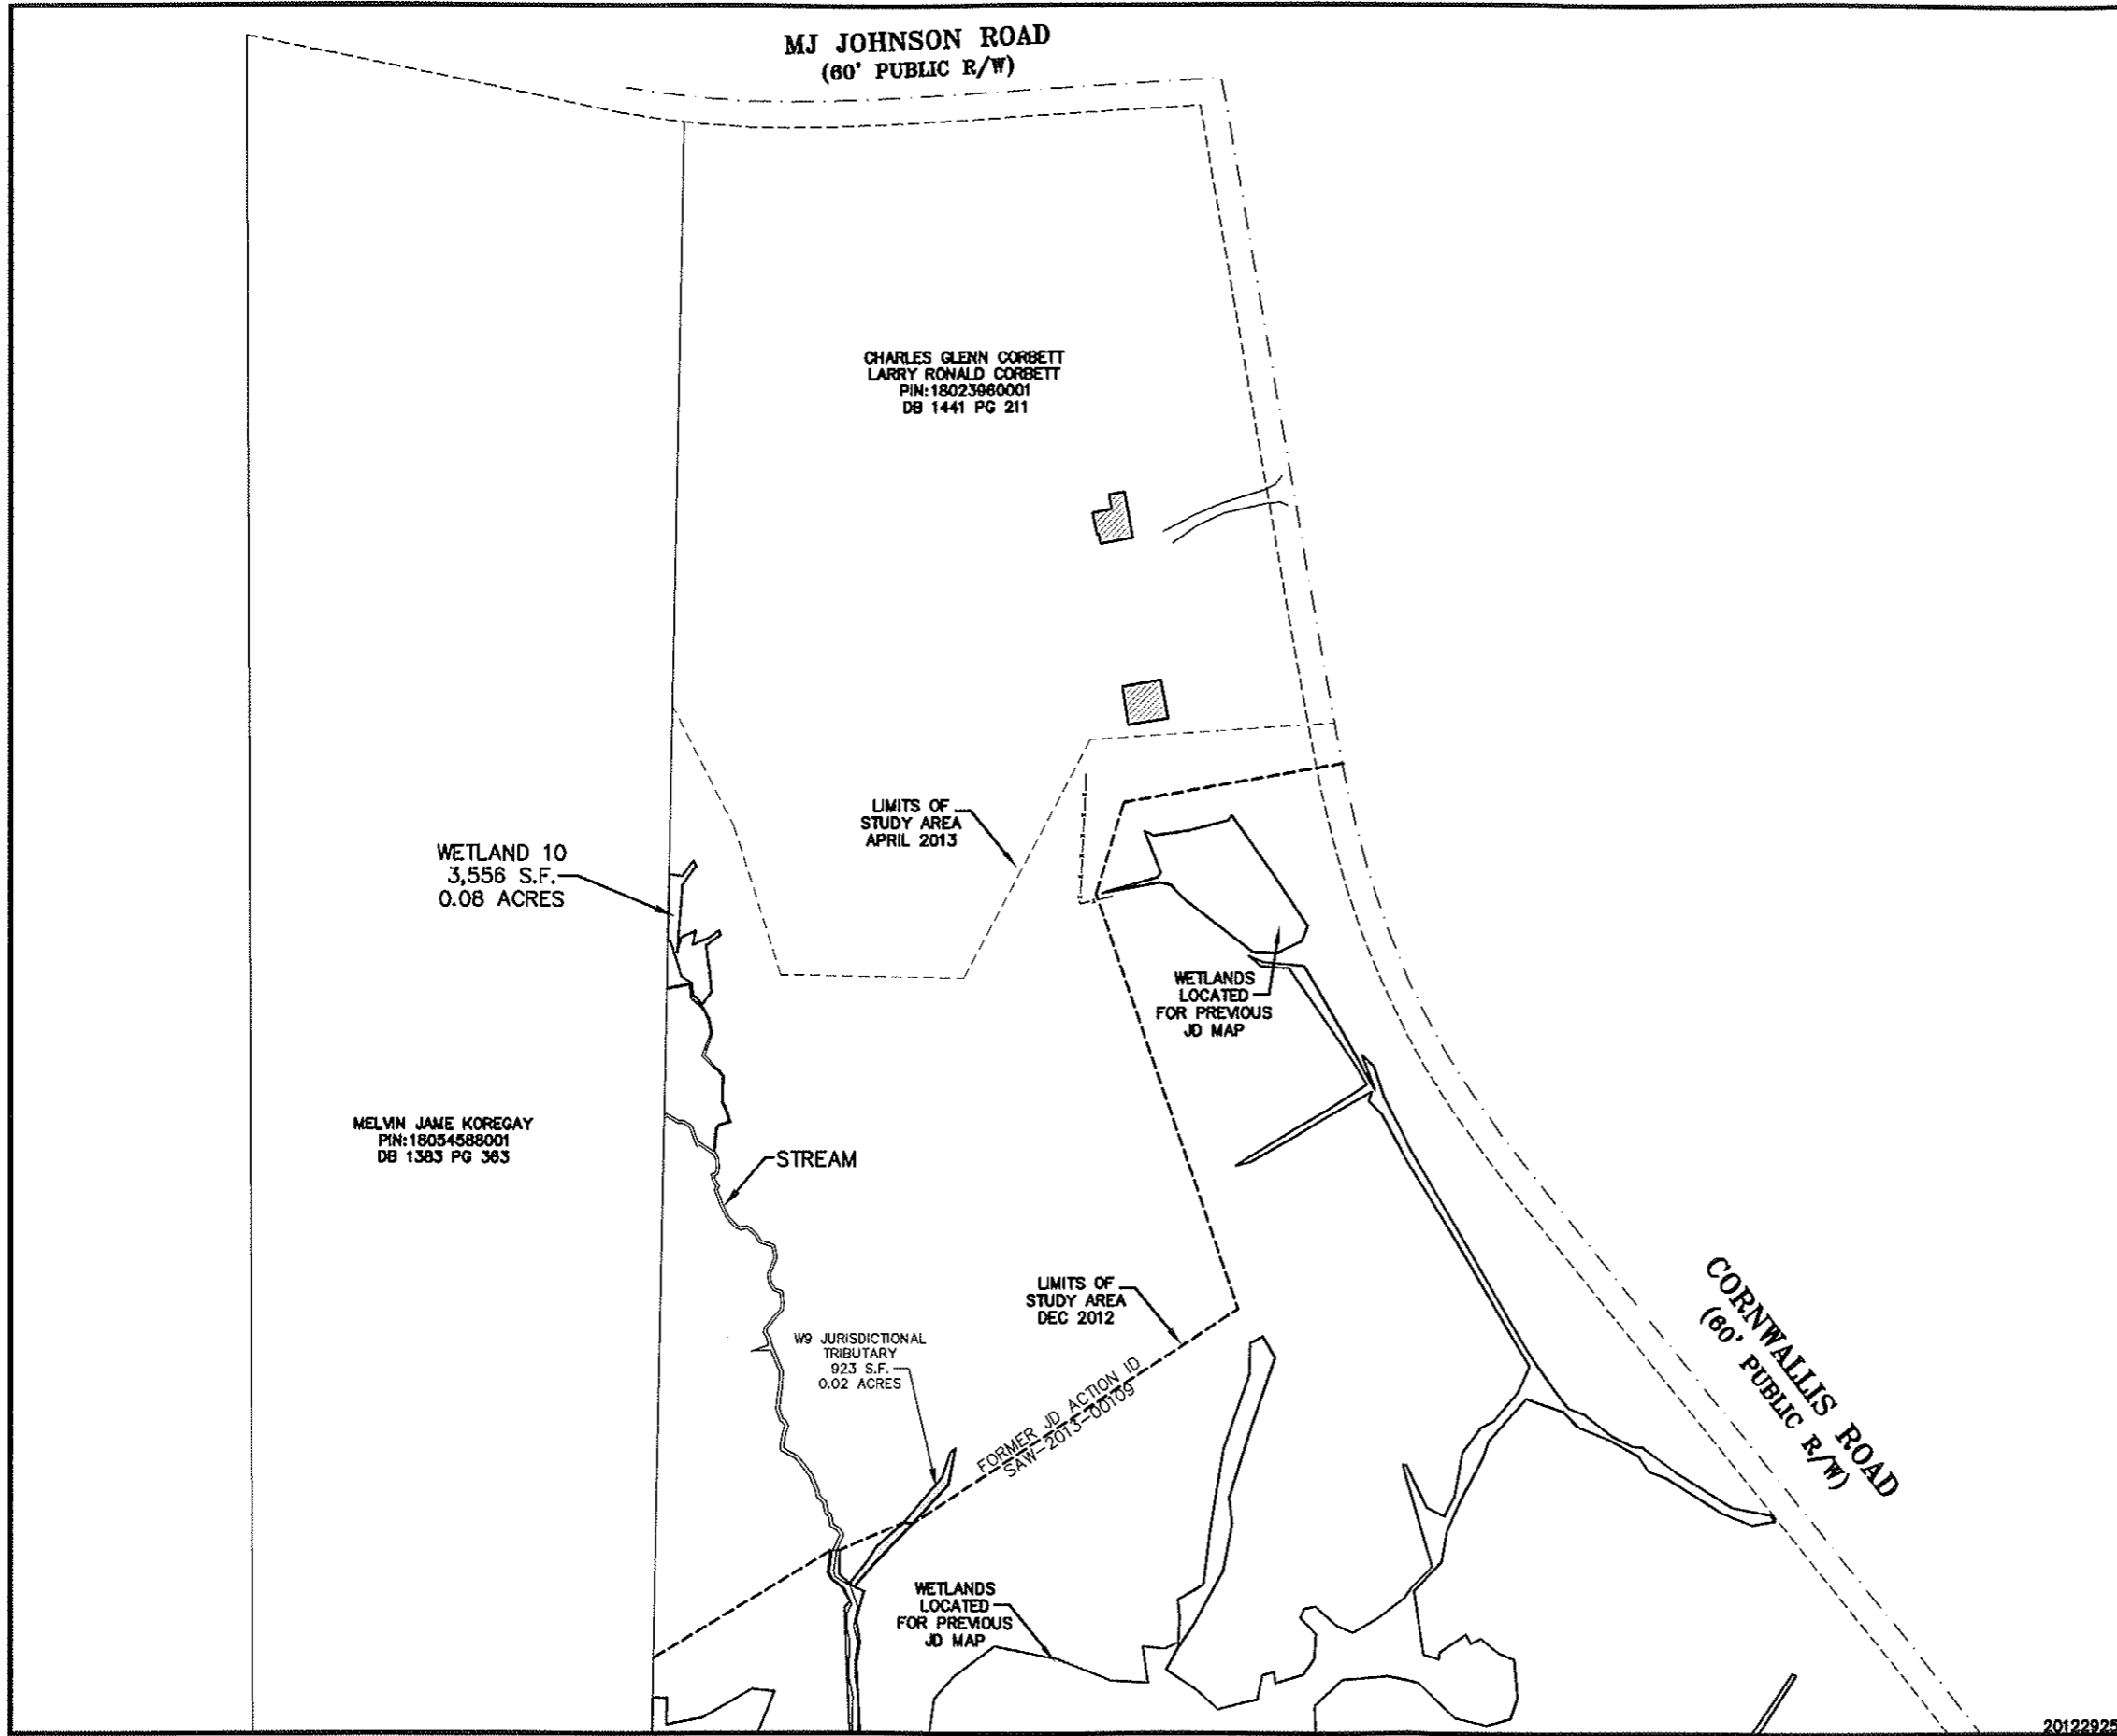 MJ JOHNSON ROAD
(60' PUBLIC R/W)
CHARLES GLENN CORBETT
LARRY RONALD CORBETT
PIN:18023960001
DB 1441 PG 211
LIMITS OF
STUDY AREA
APRIL 2013
WETLAND 10
3,556 S.F.
0.08 ACRES
WETLANDS
LOCATED
FOR PREVIOUS
JD MAP
MELVIN JAME KOREGAY
PIN:18054588001
DB 1383 PG 363
STREAM
LIMITS OF
STUDY AREA
DEC 2012
CORNWALLIS ROAD
(60' PUBLIC R/W)
W9 JURISDICTIONAL
TRIBUTARY
923 S.F.
0.02 ACRES
FORMER JD ACTION ID
SAW-2013-00109
WETLANDS
LOCATED
FOR PREVIOUS
JD MAP
20122925